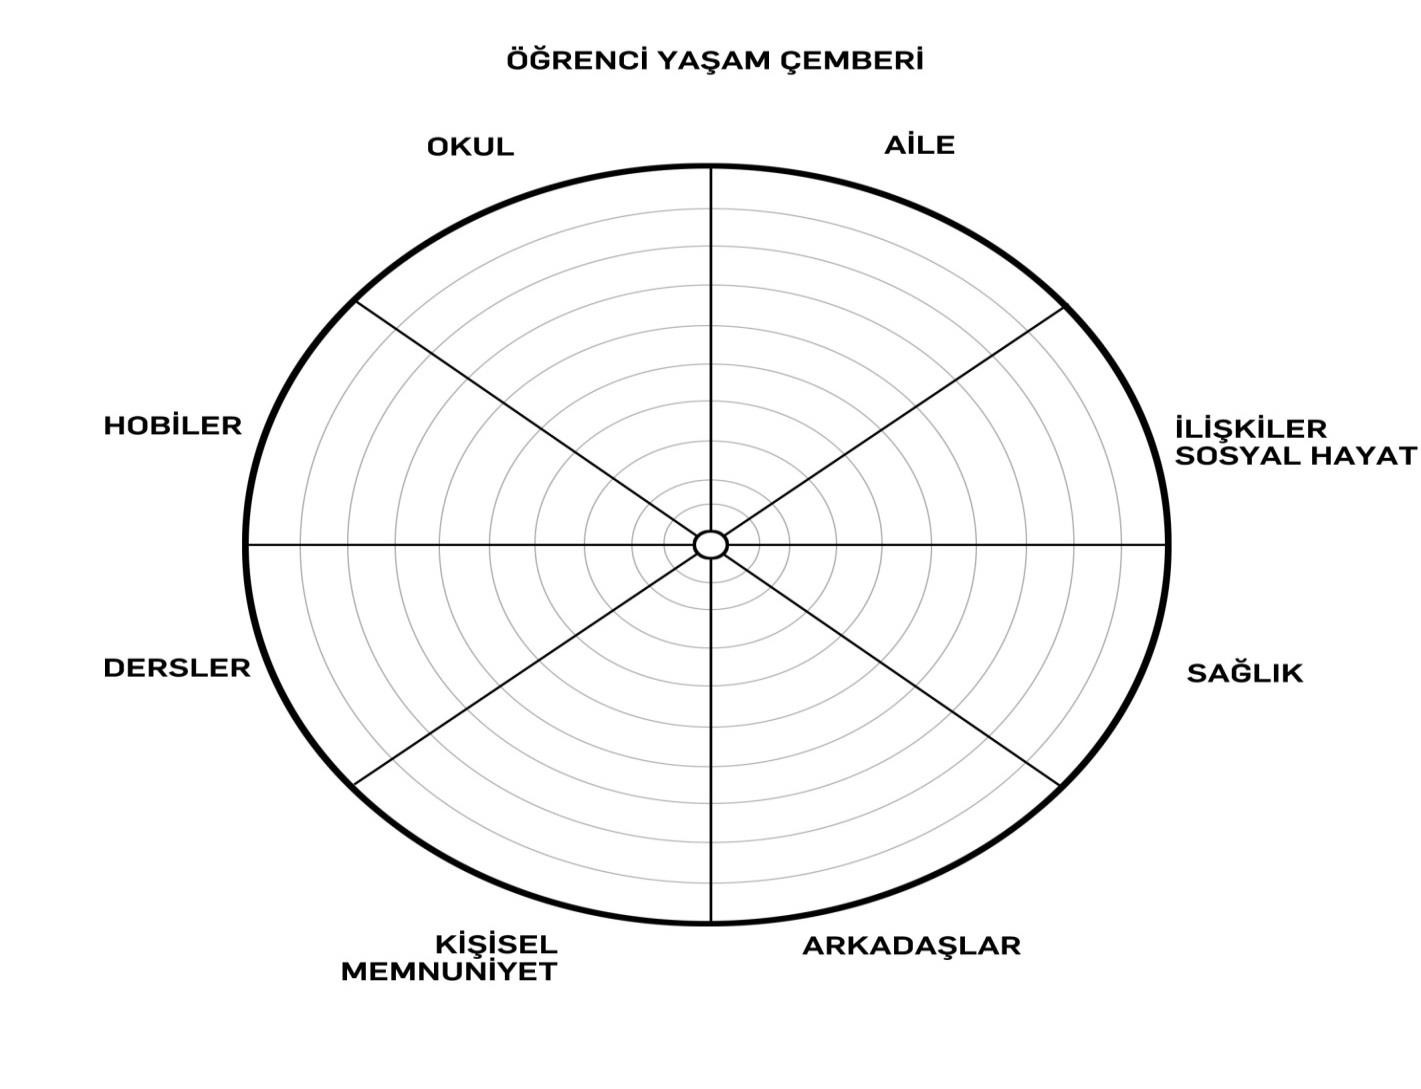 ÖĞRENCİ YAŞAM ÇEMBERİ
OKUL
AİLE
HOBİLER
İLİŞKİLER
SOSYAL HAYAT
DERSLER
SAĞLIK
KİŞİSEL
MEMNUNİYET
ARKADAŞLAR